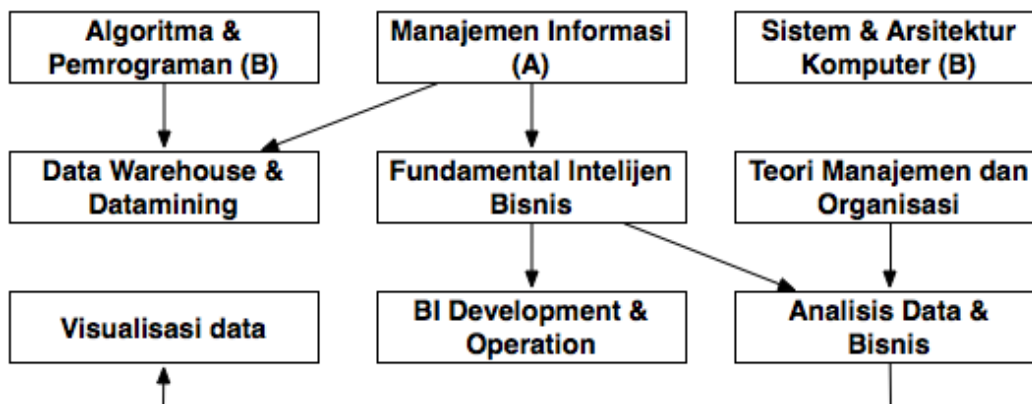 Algoritma &
Pemrograman (B)
Manajemen Informasi
(A)
Sistem & Arsitektur
Komputer (B)
Data Warehouse &
Datamining
Fundamental Intelijen
Bisnis
Teori Manajemen dan
Organisasi
Visualisasi data
BI Development &
Operation
Analisis Data &
Bisnis